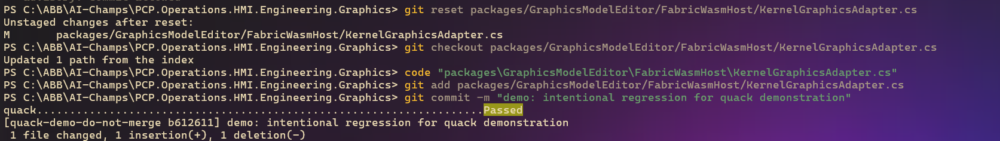 PS C:\ABB\AI-Champs\PCP.Operations.HMI.Engineering.Graphics> git reset packages/GraphicsModelEditor/FabricWasmHost/KernelGraphicsAdapter.cs
Unstaged changes after reset:
M       packages/GraphicsModelEditor/FabricWasmHost/KernelGraphicsAdapter.cs
PS C:\ABB\AI-Champs\PCP.Operations.HMI.Engineering.Graphics> git checkout packages/GraphicsModelEditor/FabricWasmHost/KernelGraphicsAdapter.cs
Updated 1 path from the index
PS C:\ABB\AI-Champs\PCP.Operations.HMI.Engineering.Graphics> code "packages\GraphicsModelEditor\FabricWasmHost\KernelGraphicsAdapter.cs"
PS C:\ABB\AI-Champs\PCP.Operations.HMI.Engineering.Graphics> git add packages/GraphicsModelEditor/FabricWasmHost/KernelGraphicsAdapter.cs
PS C:\ABB\AI-Champs\PCP.Operations.HMI.Engineering.Graphics> git commit -m "demo: intentional regression for quack demonstration"
quack....................................................................Passed
[quack-demo-do-not-merge b612611] demo: intentional regression for quack demonstration
 1 file changed, 1 insertion(+), 1 deletion(-)